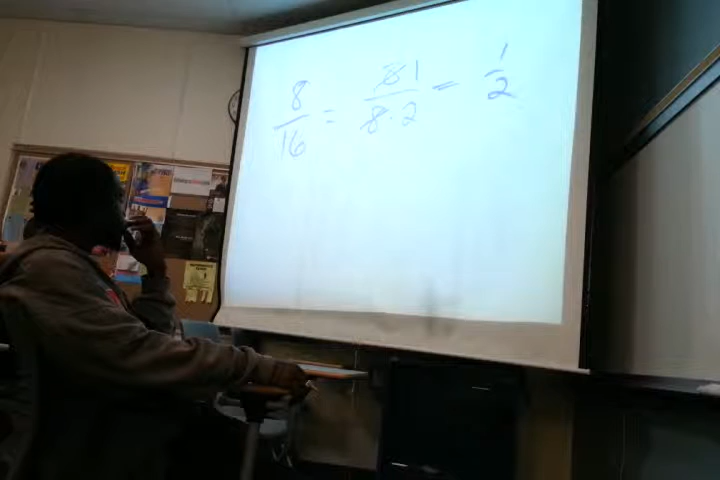 8/16 = 8·1/8·2 = 1/2